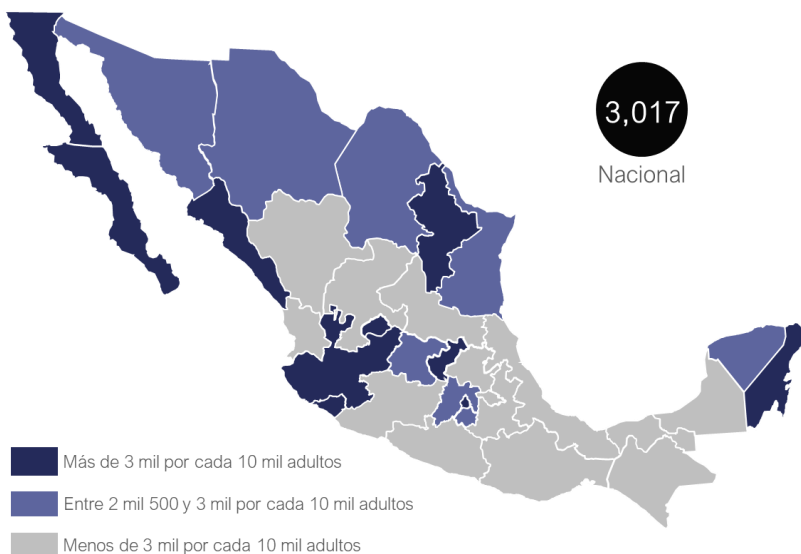 3,017
Nacional
Más de 3 mil por cada 10 mil adultos
Entre 2 mil 500 y 3 mil por cada 10 mil adultos
Menos de 3 mil por cada 10 mil adultos